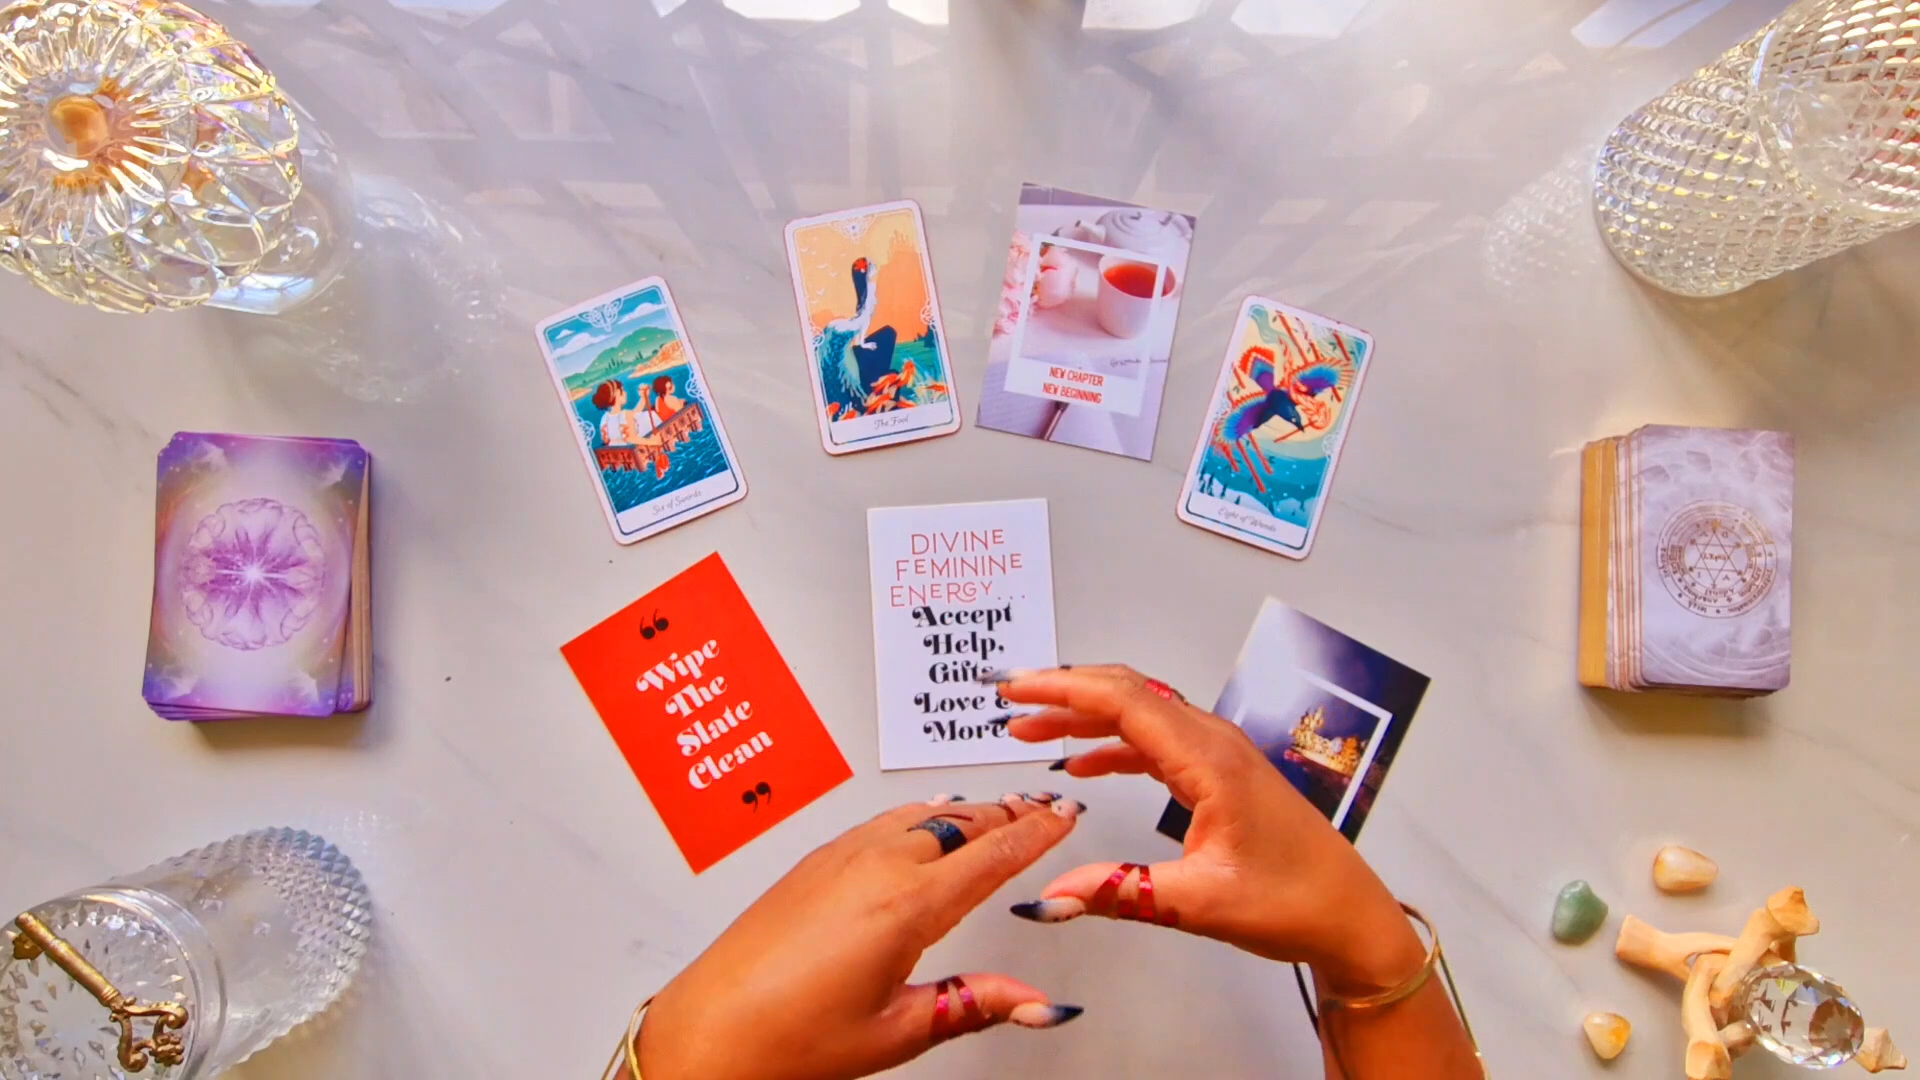 The Fool
NEW CHAPTER
NEW BEGINNING
Six of Swords
Eight of Wands
DIVINE
FEMININE
ENERGY...
Accept
Help,
Gifts,
Love &
More
“
Wipe
The
Slate
Clean
”